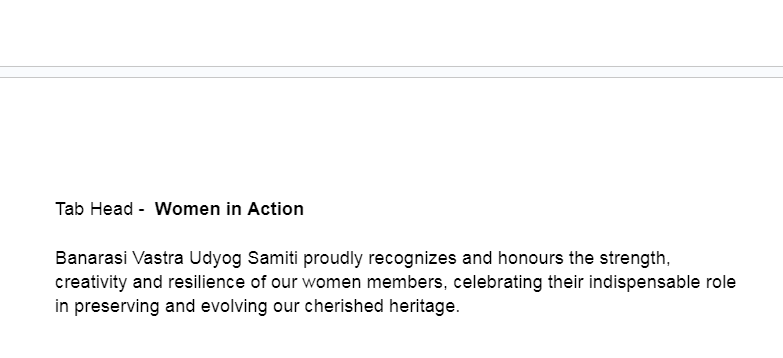 Tab Head - Women in Action
Banarasi Vastra Udyog Samiti proudly recognizes and honours the strength,
creativity and resilience of our women members, celebrating their indispensable role
in preserving and evolving our cherished heritage.